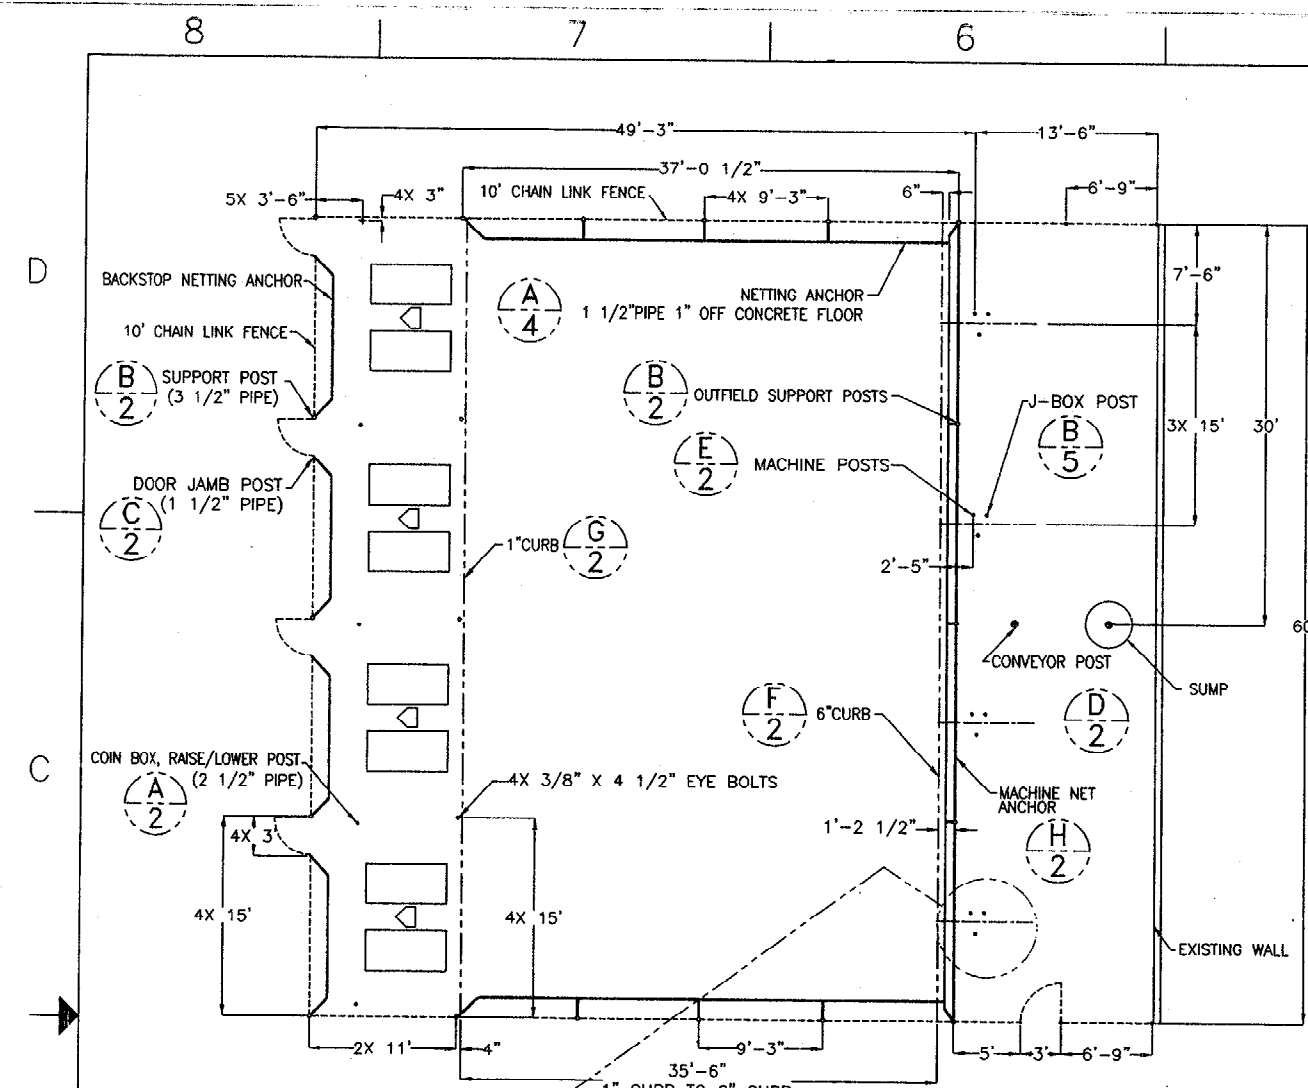 8
7
6
49'-3"
13'-6"
37'-0 1/2"
5X 3'-6"
4X 3"
10' CHAIN LINK FENCE
4X 9'-3"
6"
6'-9"
D
7'-6"
BACKSTOP NETTING ANCHOR
A
4
NETTING ANCHOR
1 1/2"PIPE 1" OFF CONCRETE FLOOR
10' CHAIN LINK FENCE
B
2
SUPPORT POST
(3 1/2" PIPE)
B
2
OUTFIELD SUPPORT POSTS
J-BOX POST
B
5
3X 15'
30'
E
2
MACHINE POSTS
DOOR JAMB POST
(1 1/2" PIPE)
C
2
1"CURB
G
2
2'-5"
60
CONVEYOR POST
SUMP
F
2
6"CURB
D
2
C
COIN BOX, RAISE/LOWER POST
(2 1/2" PIPE)
A
2
4X 3/8" X 4 1/2" EYE BOLTS
MACHINE NET
ANCHOR
1'-2 1/2"
H
2
4X 3'
4X 15'
4X 15'
EXISTING WALL
2X 11'
4"
9'-3"
5'
3'
6'-9"
35'-6"
1" CURB TO 6" CURB